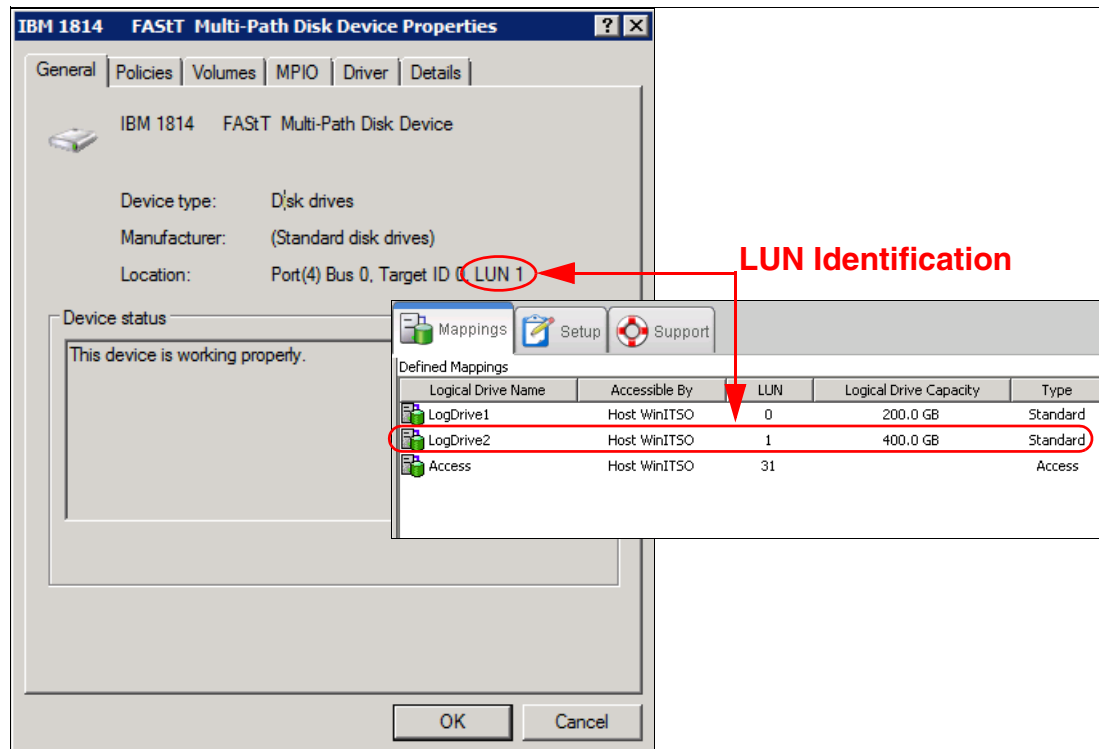 IBM 1814 FAStT Multi-Path Disk Device Properties
General Policies Volumes MPIO Driver Details
IBM 1814 FAStT Multi-Path Disk Device
Device type: Disk drives
Manufacturer: (Standard disk drives)
Location: Port(4) Bus 0, Target ID 0, LUN 1
LUN Identification
Device status
This device is working properly.
Mappings Setup Support
Defined Mappings
Logical Drive Name Accessible By LUN Logical Drive Capacity Type
LogDrive1 Host WinITSO 0 200.0 GB Standard
LogDrive2 Host WinITSO 1 400.0 GB Standard
Access Host WinITSO 31 Access
OK Cancel